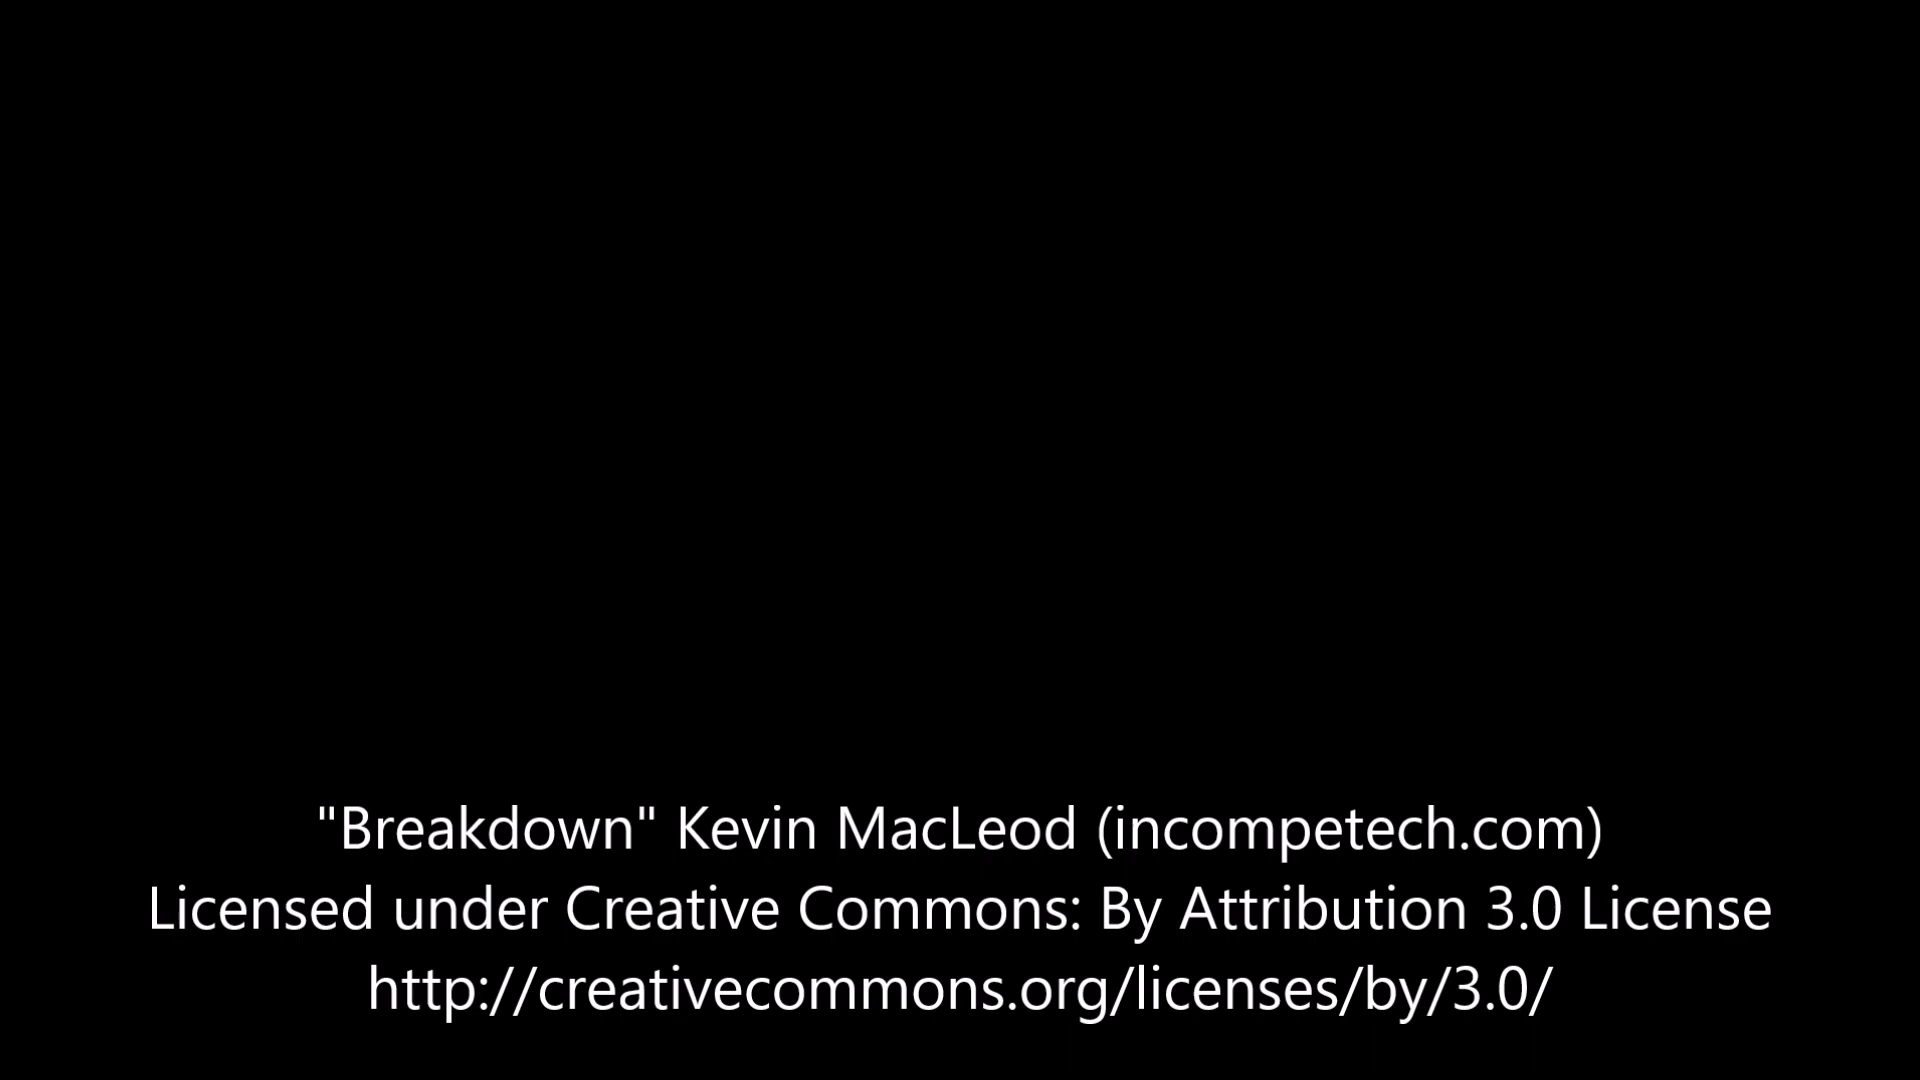 "Breakdown" Kevin MacLeod (incompetech.com)
Licensed under Creative Commons: By Attribution 3.0 License
http://creativecommons.org/licenses/by/3.0/